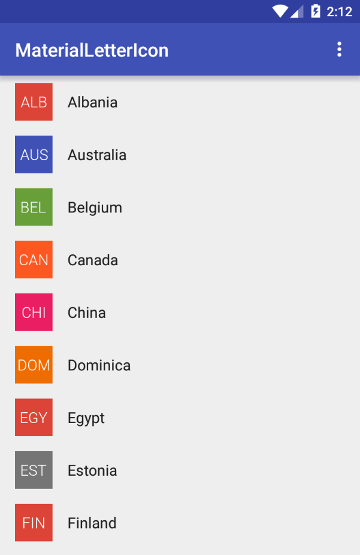 2:12
MaterialLetterIcon
ALB Albania
AUS Australia
BEL Belgium
CAN Canada
CHI China
DOM Dominica
EGY Egypt
EST Estonia
FIN Finland